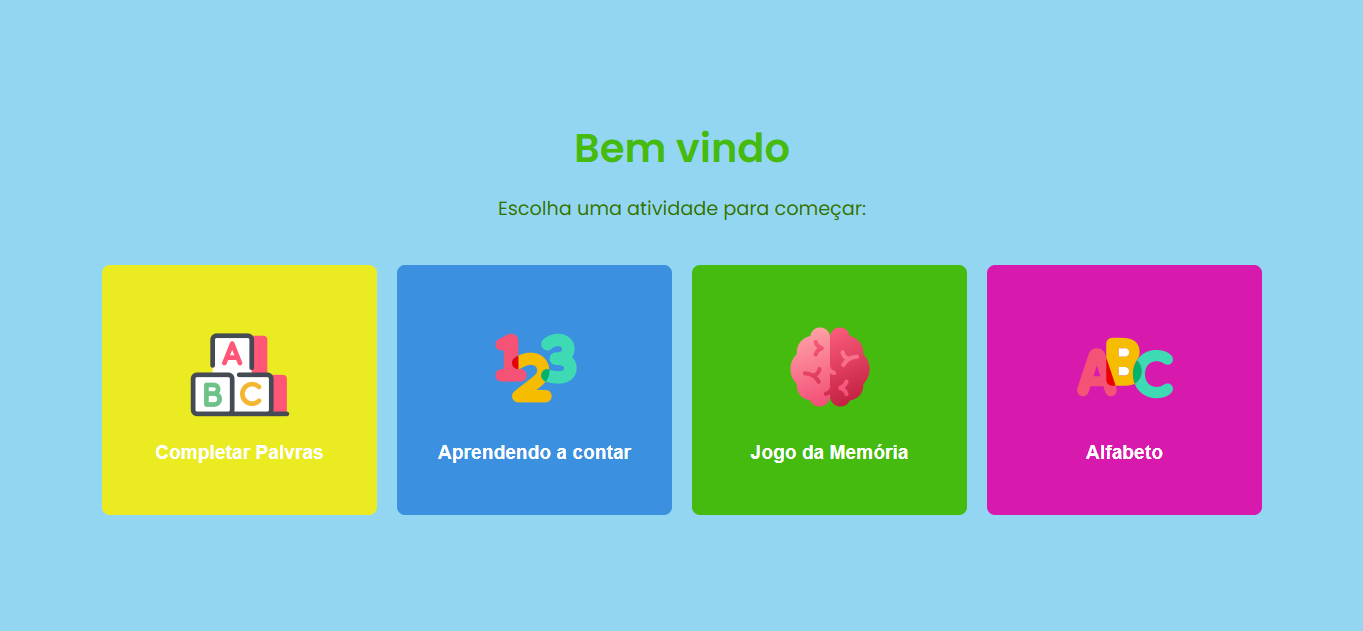 Bem vindo
Escolha uma atividade para começar:
A
B C
Completar Palvras
123
Aprendendo a contar
Jogo da Memória
ABC
Alfabeto